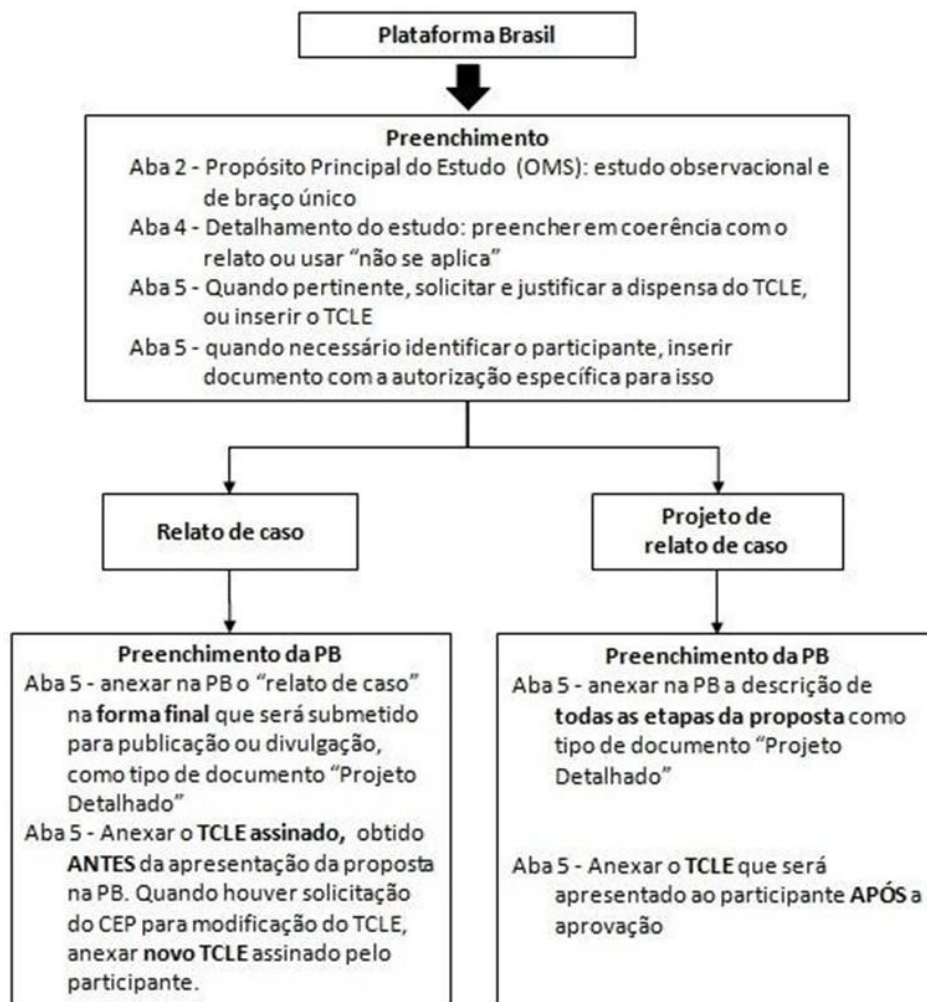 Plataforma Brasil
Preenchimento
Aba 2 - Propósito Principal do Estudo (OMS): estudo observacional e
de braço único
Aba 4 - Detalhamento do estudo: preencher em coerência com o
relato ou usar “não se aplica”
Aba 5 - Quando pertinente, solicitar e justificar a dispensa do TCLE,
ou inserir o TCLE
Aba 5 - quando necessário identificar o participante, inserir
documento com a autorização específica para isso
Relato de caso
Projeto de
relato de caso
Preenchimento da PB
Aba 5 - anexar na PB o “relato de caso”
na forma final que será submetido
para publicação ou divulgação,
como tipo de documento “Projeto
Detalhado”
Aba 5 - Anexar o TCLE assinado, obtido
ANTES da apresentação da proposta
na PB. Quando houver solicitação
do CEP para modificação do TCLE,
anexar novo TCLE assinado pelo
participante.
Preenchimento da PB
Aba 5 - anexar na PB a descrição de
todas as etapas da proposta como
tipo de documento “Projeto
Detalhado”
Aba 5 - Anexar o TCLE que será
apresentado ao participante APÓS a
aprovação